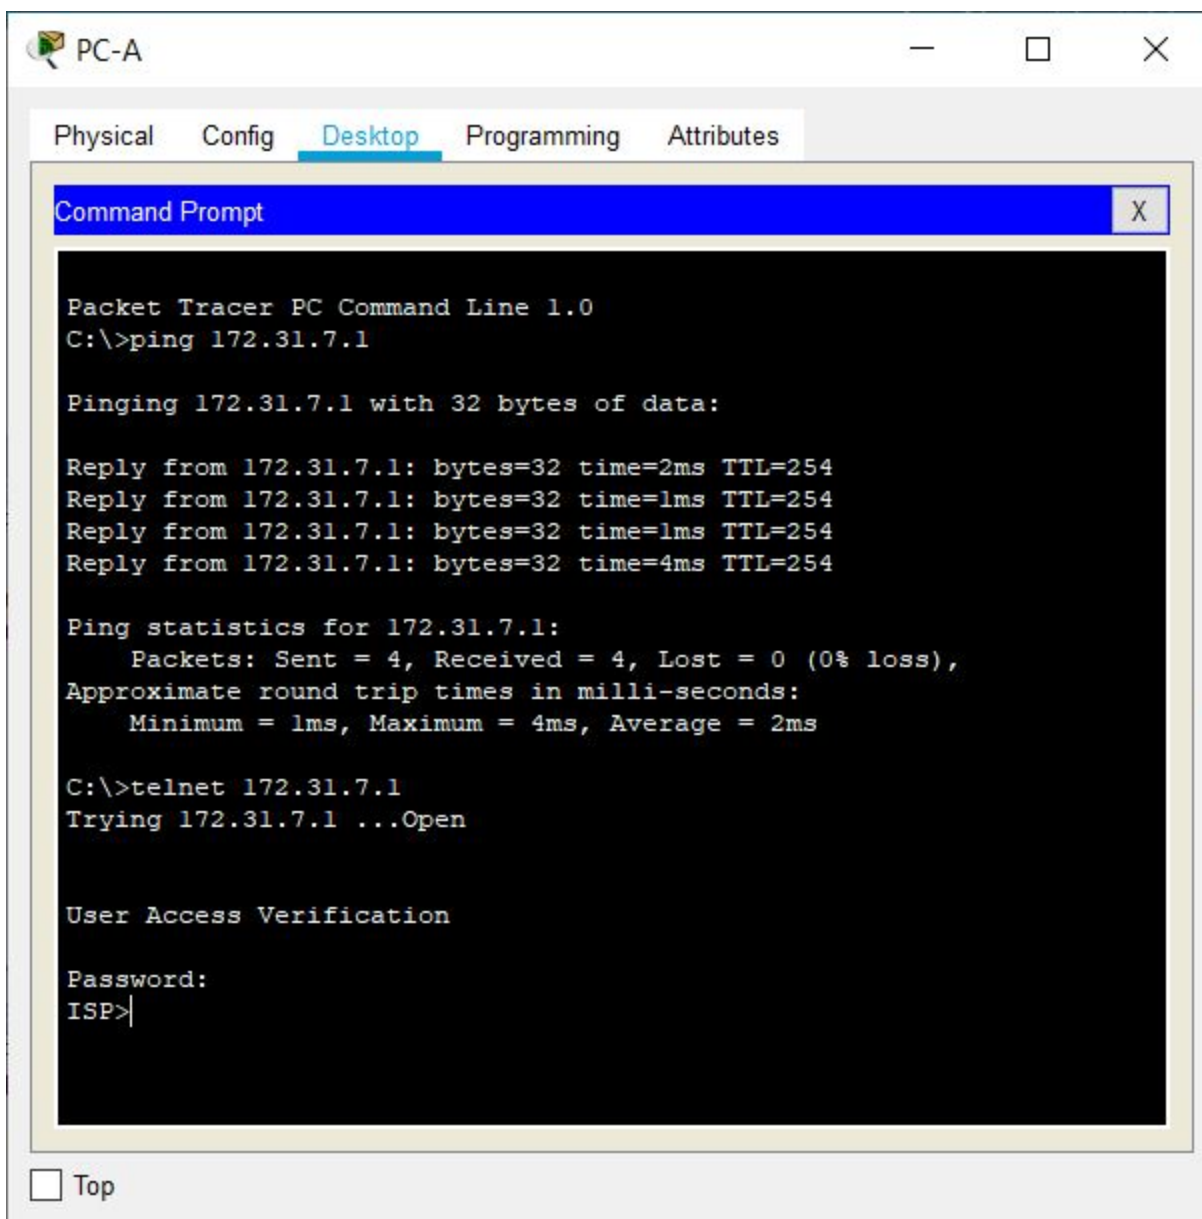 PC-A
Physical Config Desktop Programming Attributes
Command Prompt X
Packet Tracer PC Command Line 1.0
C:\>ping 172.31.7.1
Pinging 172.31.7.1 with 32 bytes of data:
Reply from 172.31.7.1: bytes=32 time=2ms TTL=254
Reply from 172.31.7.1: bytes=32 time=1ms TTL=254
Reply from 172.31.7.1: bytes=32 time=1ms TTL=254
Reply from 172.31.7.1: bytes=32 time=4ms TTL=254
Ping statistics for 172.31.7.1:
    Packets: Sent = 4, Received = 4, Lost = 0 (0% loss),
Approximate round trip times in milli-seconds:
    Minimum = 1ms, Maximum = 4ms, Average = 2ms
C:\>telnet 172.31.7.1
Trying 172.31.7.1 ...Open
User Access Verification
Password:
ISP>
Top